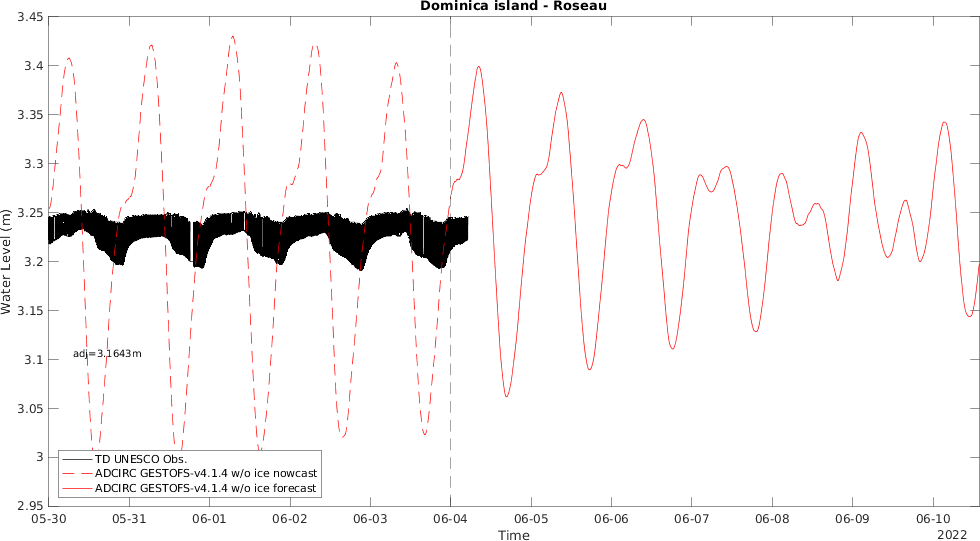 Dominica island - Roseau
3.45
3.4
3.35
3.3
3.25
3.2
3.15
3.1
3.05
3
2.95
Water Level (m)
adj=3.1643m
TD UNESCO Obs.
ADCIRC GESTOFS-v4.1.4 w/o ice nowcast
ADCIRC GESTOFS-v4.1.4 w/o ice forecast
05-30 05-31 06-01 06-02 06-03 06-04 06-05 06-06 06-07 06-08 06-09 06-10
Time
2022